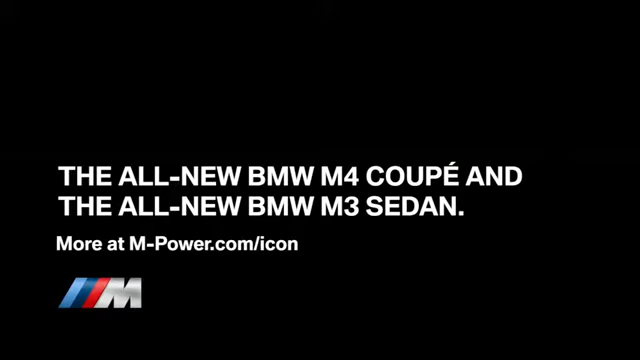 THE ALL-NEW BMW M4 COUPÉ AND
THE ALL-NEW BMW M3 SEDAN.
More at M-Power.com/icon
M